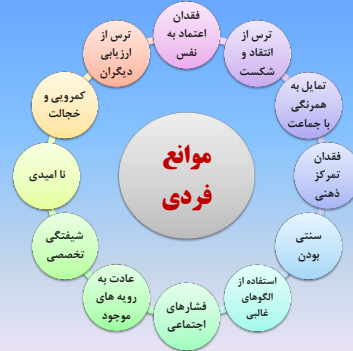 موانع
فردی
فقدان
اعتماد به
نفس
ترس از
انتقاد و
شکست
تمایل به
همرنگی
با جماعت
فقدان
تمرکز
ذهنی
سنتی
بودن
استفاده از
الگوهای
غالبی
فشارهای
اجتماعی
عادت به
رویه های
موجود
شیفتگی
تخصصی
نا امیدی
کمرویی و
خجالت
ترس از
ارزیابی
دیگران